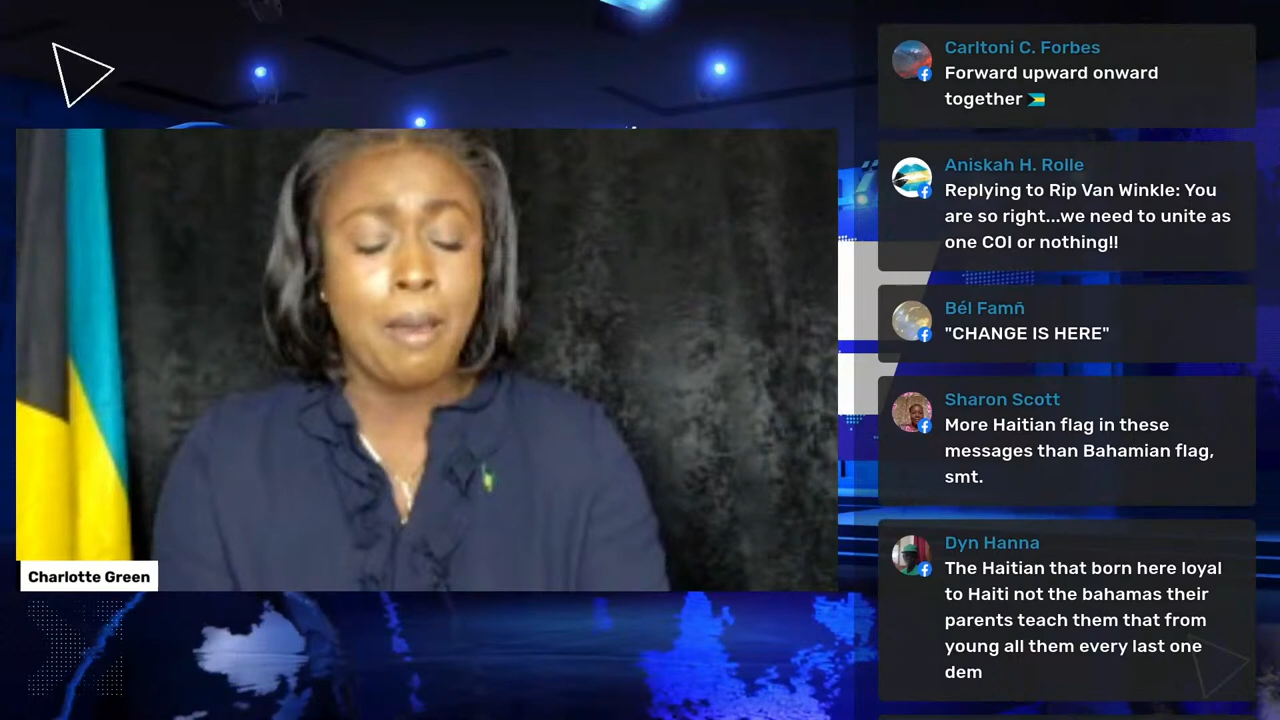 Charlotte Green
Carltoni C. Forbes
Forward upward onward
together 🇧🇸
Aniskah H. Rolle
Replying to Rip Van Winkle: You
are so right...we need to unite as
one COI or nothing!!
Bél Famñ
"CHANGE IS HERE"
Sharon Scott
More Haitian flag in these
messages than Bahamian flag,
smt.
Dyn Hanna
The Haitian that born here loyal
to Haiti not the bahamas their
parents teach them that from
young all them every last one
dem